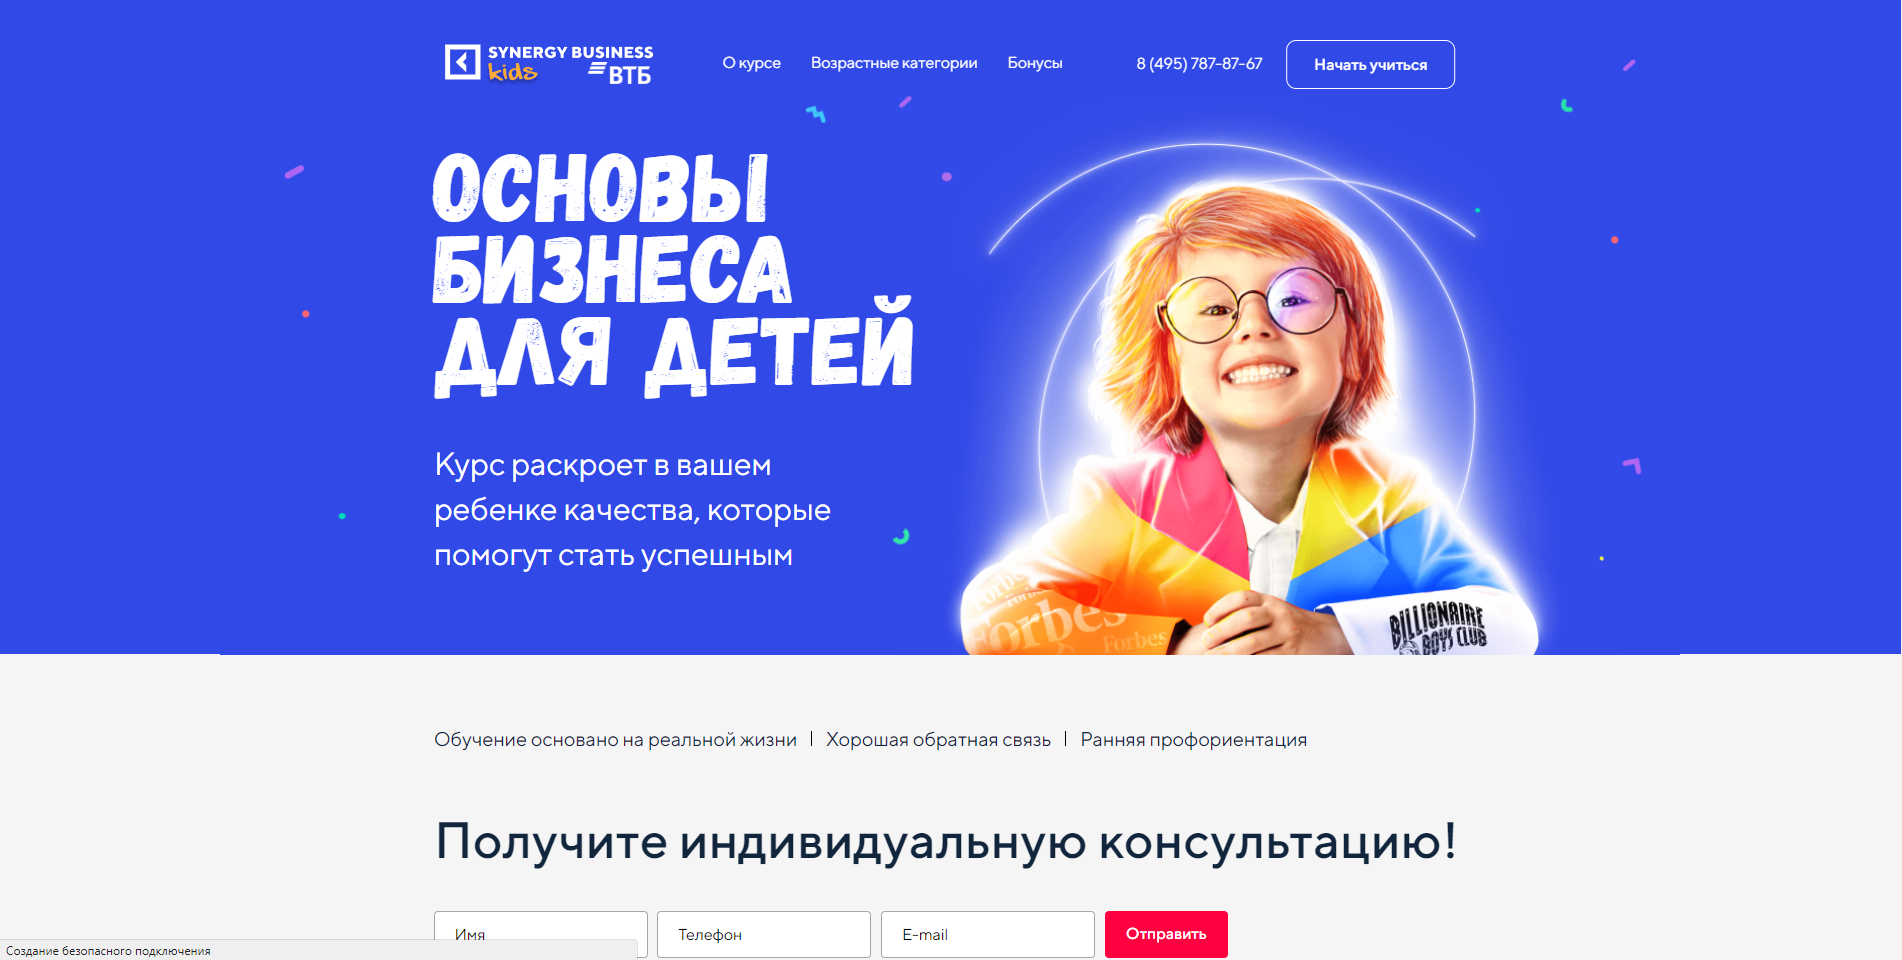 SYNERGY BUSINESS
kids ВТБ
О курсе
Возрастные категории
Бонусы
8 (495) 787-87-67
Начать учиться
ОСНОВЫ
БИЗНЕСА
ДЛЯ ДЕТЕЙ
Курс раскроет в вашем
ребенке качества, которые
помогут стать успешным
Forbes
Forbes
BILLIONAIRE
BOYS CLUB
Обучение основано на реальной жизни | Хорошая обратная связь | Ранняя профориентация
Получите индивидуальную консультацию!
Имя
Телефон
E-mail
Отправить
Создание безопасного подключения